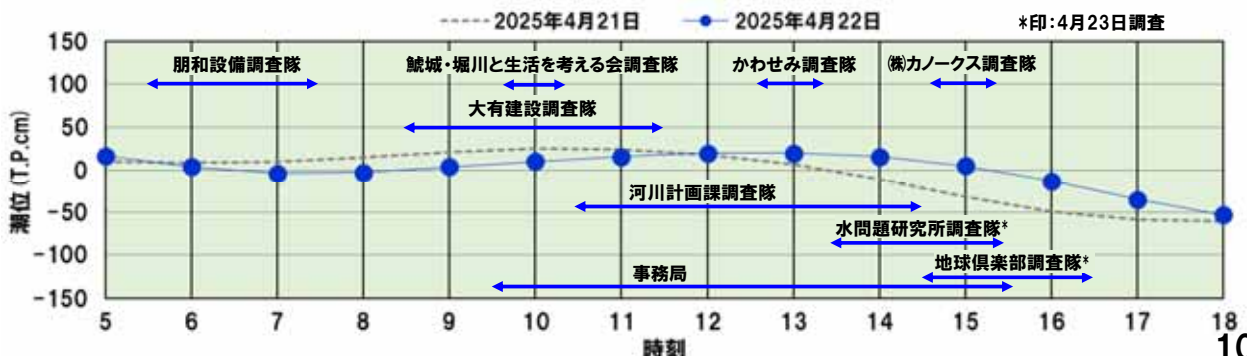 2025年4月21日 2025年4月22日 *印:4月23日調査
150
100
50
0
-50
-100
-150
潮位(T.P.cm)
朋和設備調査隊 鯱城・堀川と生活を考える会調査隊 かわせみ調査隊 ㈱カノークス調査隊
大有建設調査隊
河川計画課調査隊
水問題研究所調査隊*
地球倶楽部調査隊*
事務局
5 6 7 8 9 10 11 12 13 14 15 16 17 18
時刻
10